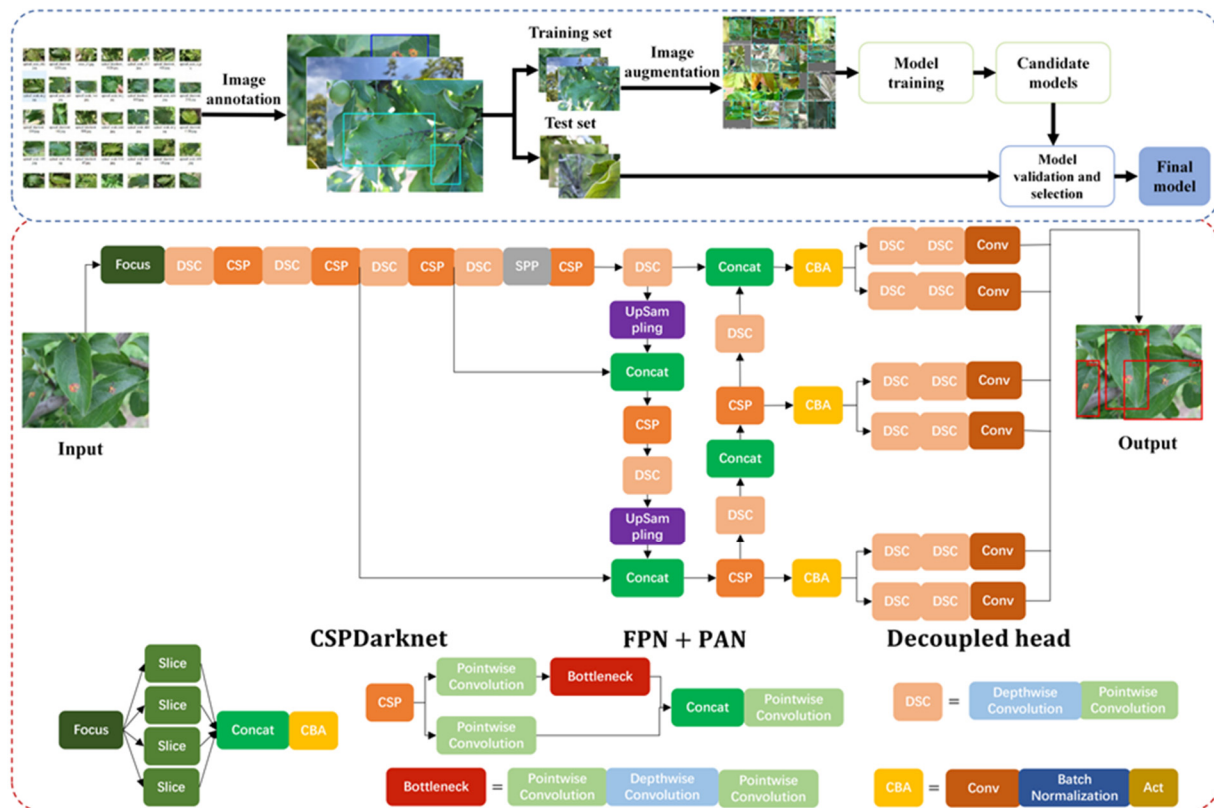 Image
annotation
Training set
Test set
Image
augmentation
Model
training
Candidate
models
Model
validation and
selection
Final
model
Focus
DSC
CSP
DSC
CSP
DSC
CSP
DSC
SPP
CSP
DSC
Concat
CBA
DSC
DSC
Conv
DSC
DSC
Conv
UpSam
pling
DSC
Concat
CSP
CSP
CBA
DSC
DSC
Conv
DSC
DSC
Conv
DSC
Concat
UpSam
pling
DSC
Concat
CSP
CBA
DSC
DSC
Conv
DSC
DSC
Conv
Input
Output
CSPDarknet
FPN + PAN
Decoupled head
Focus
Slice
Slice
Slice
Slice
Concat
CBA
CSP
Pointwise
Convolution
Bottleneck
Pointwise
Convolution
Concat
Pointwise
Convolution
DSC
=
Depthwise
Convolution
Pointwise
Convolution
Bottleneck
=
Pointwise
Convolution
Depthwise
Convolution
Pointwise
Convolution
CBA
=
Conv
Batch
Normalization
Act